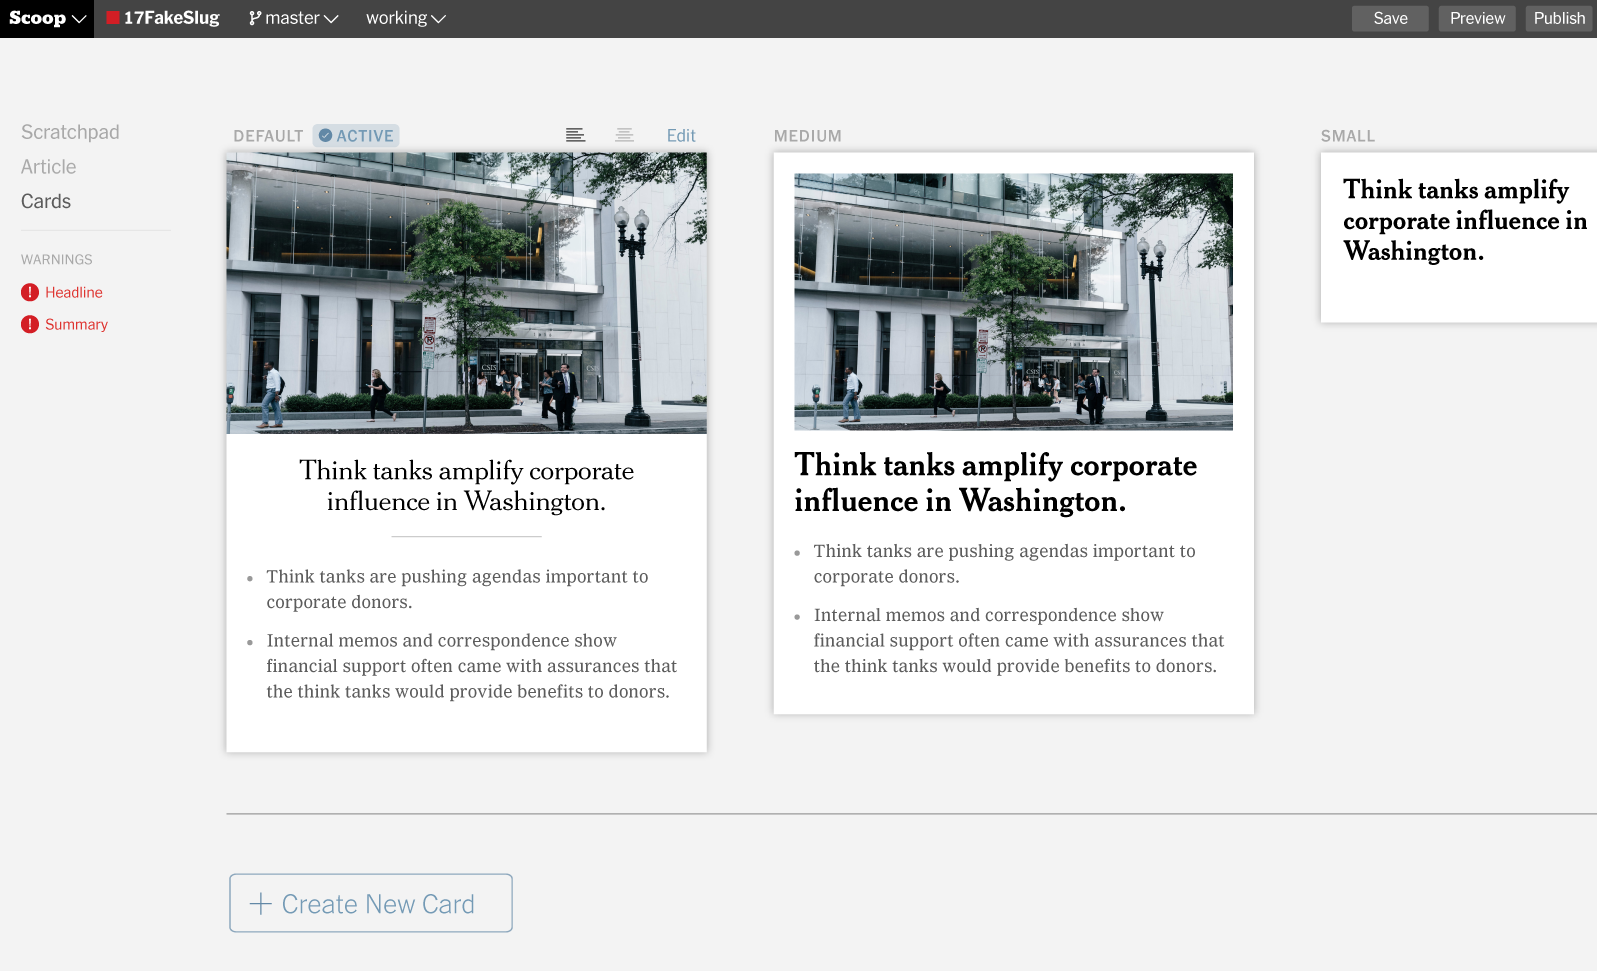 Scoop
17FakeSlug
master
working
Save
Preview
Publish
Scratchpad
Article
Cards
WARNINGS
! Headline
! Summary
DEFAULT
ACTIVE
Edit
CSIS
Think tanks amplify corporate
influence in Washington.
• Think tanks are pushing agendas important to
corporate donors.
• Internal memos and correspondence show
financial support often came with assurances that
the think tanks would provide benefits to donors.
MEDIUM
CSIS
Think tanks amplify corporate
influence in Washington.
• Think tanks are pushing agendas important to
corporate donors.
• Internal memos and correspondence show
financial support often came with assurances that
the think tanks would provide benefits to donors.
SMALL
Think tanks amplify
corporate influence in
Washington.
+ Create New Card